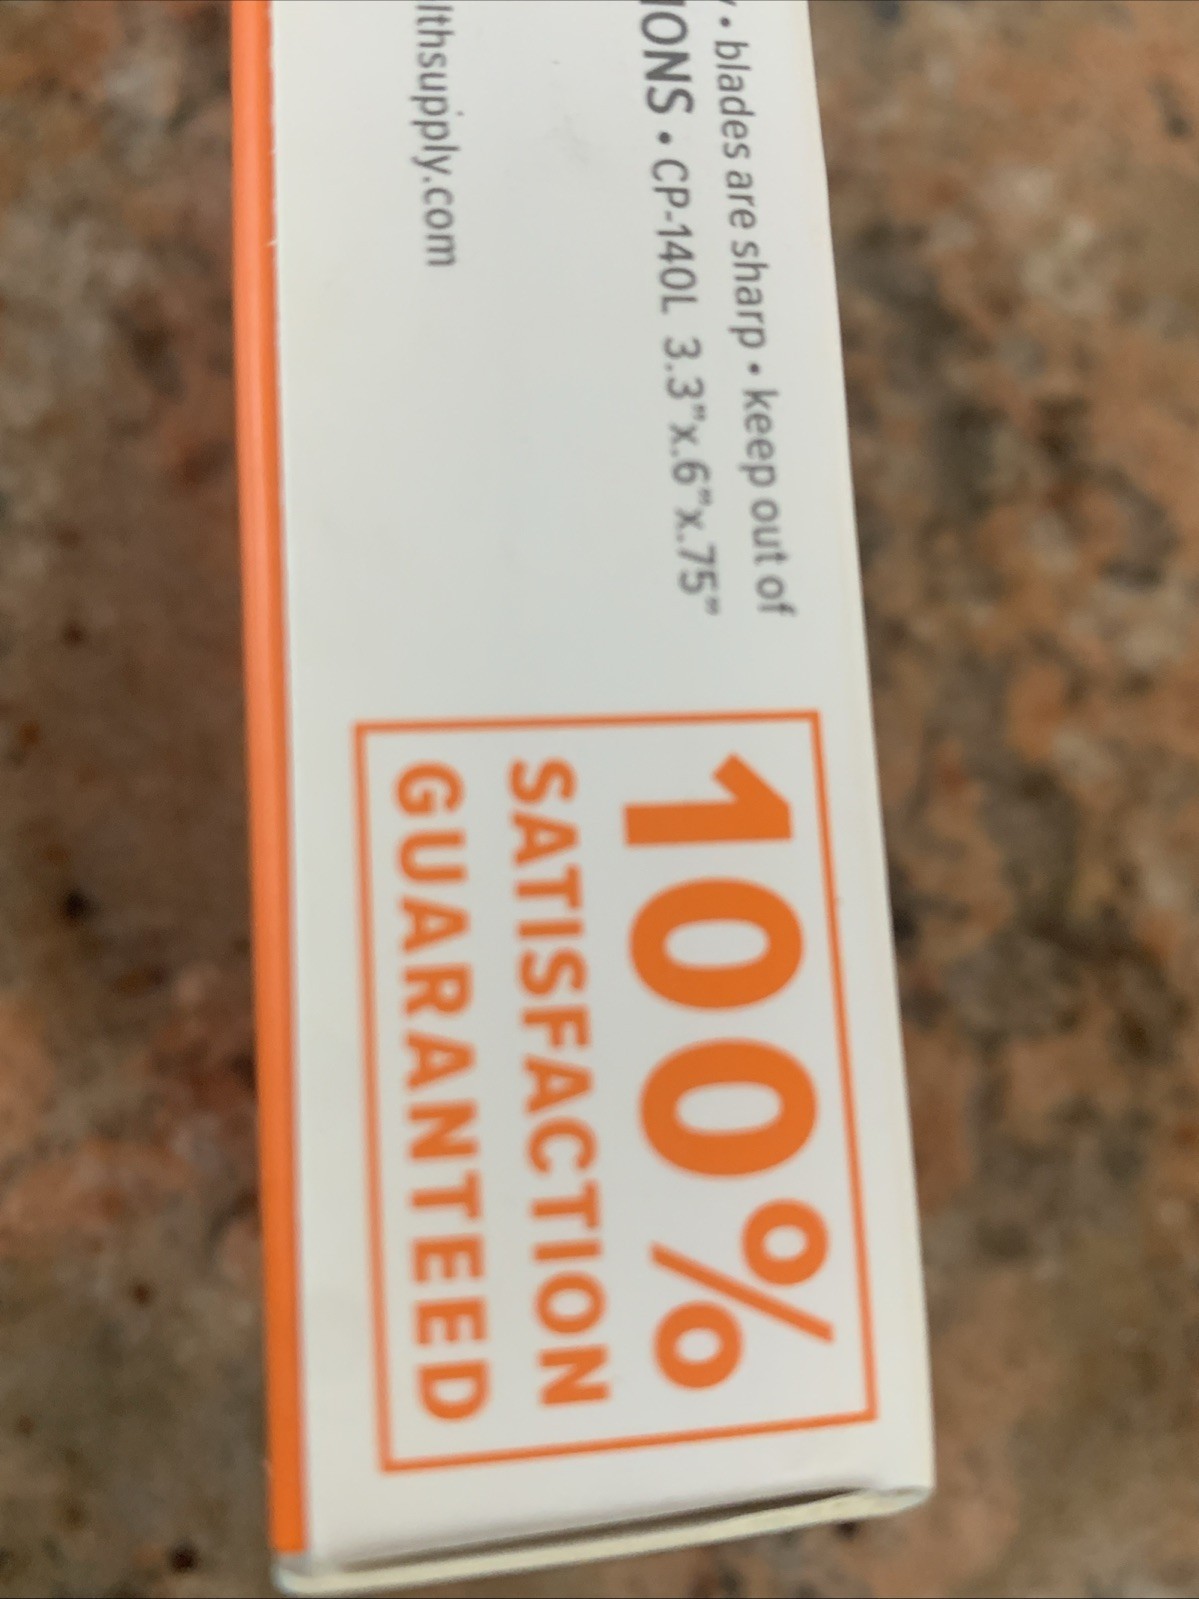 • blades are sharp • keep out of
IONS • CP-140L 3.3"x.6"x.75"
lthsupply.com
100%
SATISFACTION
GUARANTEED